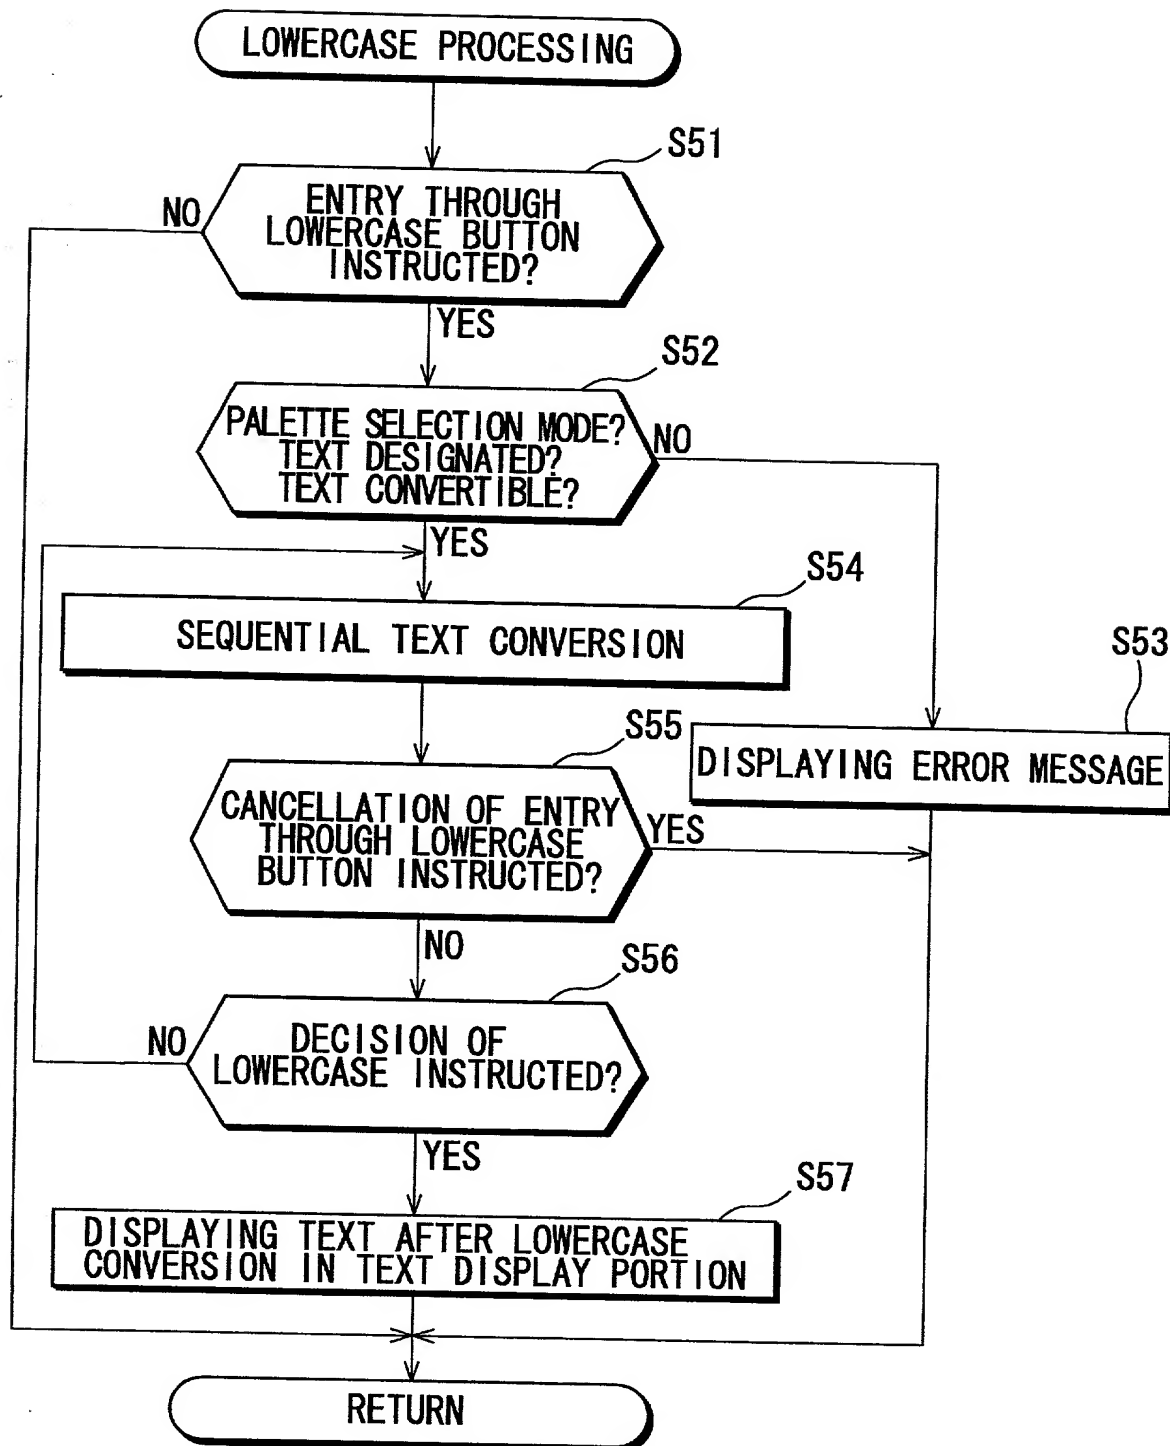 LOWERCASE PROCESSING
S51
NO
ENTRY THROUGH
LOWERCASE BUTTON
INSTRUCTED?
YES
S52
PALETTE SELECTION MODE?
TEXT DESIGNATED?
TEXT CONVERTIBLE?
NO
YES
S54
SEQUENTIAL TEXT CONVERSION
S53
DISPLAYING ERROR MESSAGE
S55
CANCELLATION OF ENTRY
THROUGH LOWERCASE
BUTTON INSTRUCTED?
YES
NO
S56
NO
DECISION OF
LOWERCASE INSTRUCTED?
YES
S57
DISPLAYING TEXT AFTER LOWERCASE
CONVERSION IN TEXT DISPLAY PORTION
RETURN